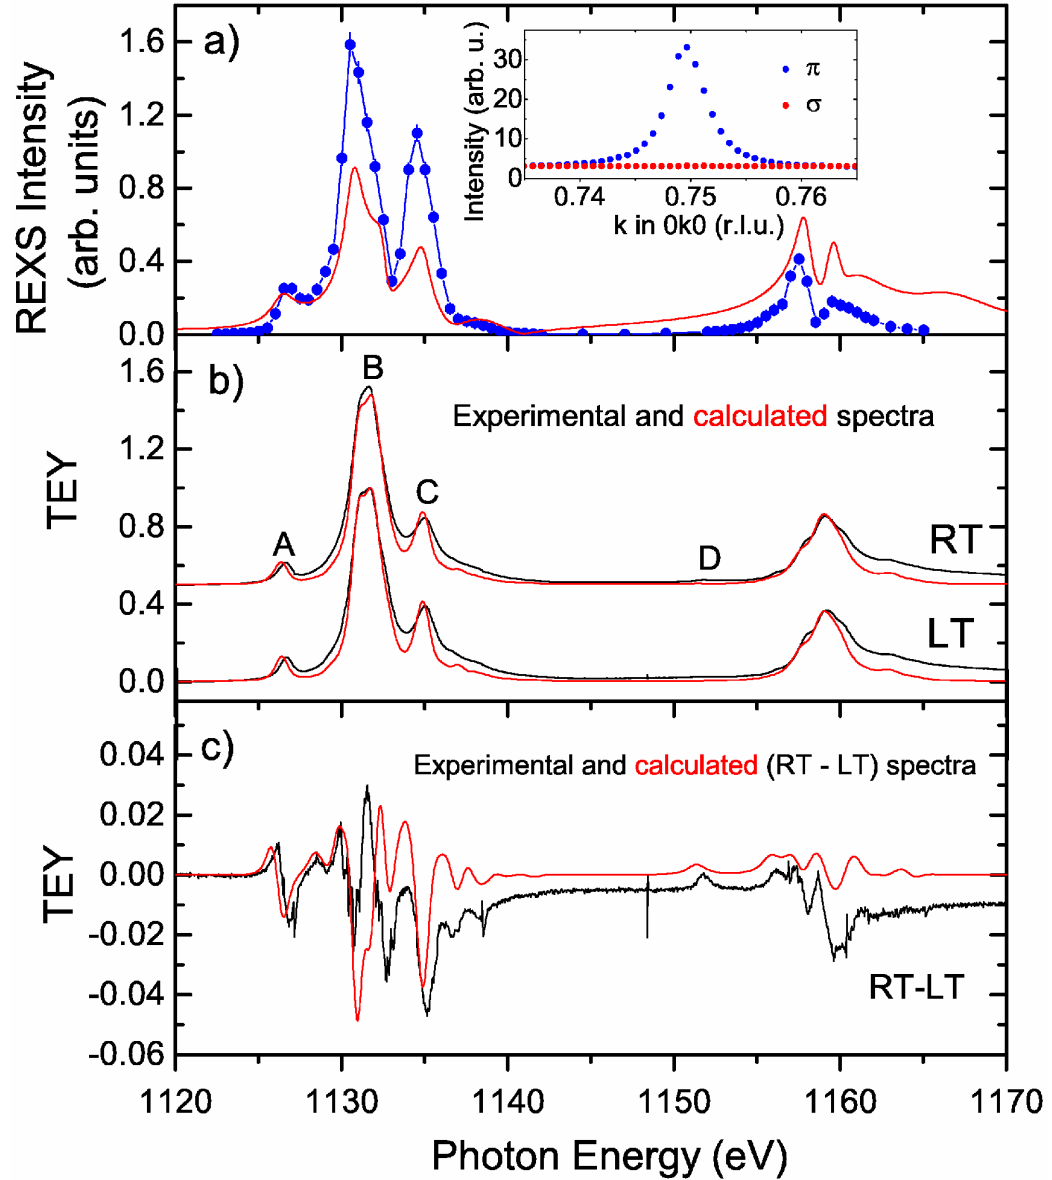 a)
REXS Intensity
(arb. units)
1.6
1.2
0.8
0.4
0.0
Intensity (arb. u.)
30
15
0
π
σ
0.74 0.75 0.76
k in 0k0 (r.l.u.)
b)
TEY
1.6
1.2
0.8
0.4
0.0
Experimental and calculated spectra
A
B
C
D
RT
LT
c)
TEY
0.04
0.02
0.00
-0.02
-0.04
-0.06
Experimental and calculated (RT - LT) spectra
RT-LT
1120 1130 1140 1150 1160 1170
Photon Energy (eV)